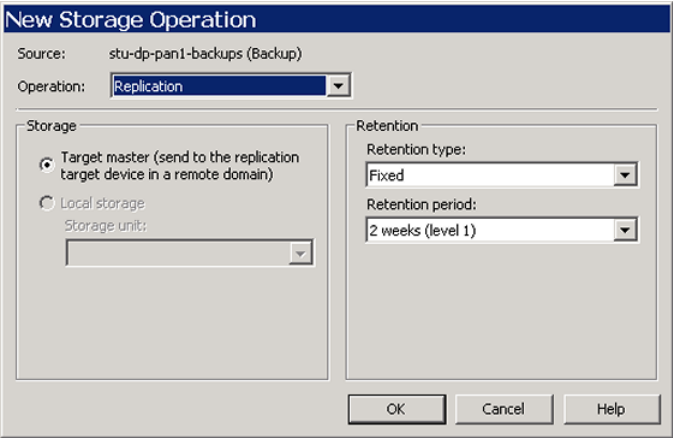 New Storage Operation
Source: stu-dp-pan1-backups (Backup)
Operation: Replication
Storage
Target master (send to the replication
target device in a remote domain)
Local storage
Storage unit:
Retention
Retention type:
Fixed
Retention period:
2 weeks (level 1)
OK Cancel Help